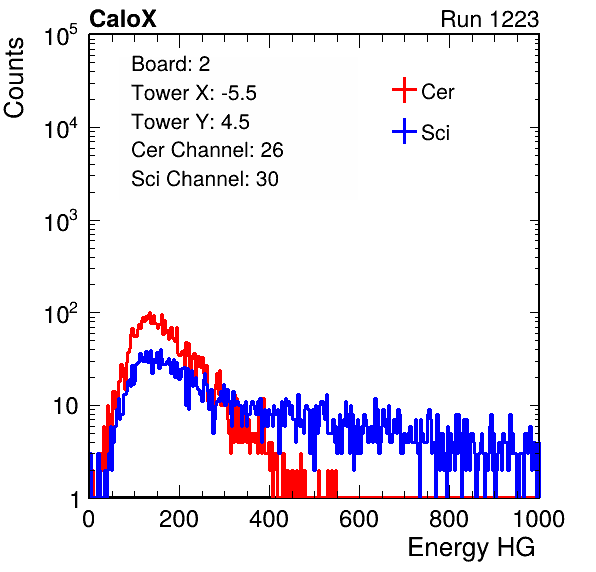 CaloX Run 1223
Counts
Board: 2
Tower X: -5.5
Tower Y: 4.5
Cer Channel: 26
Sci Channel: 30
Cer
Sci
10^5
10^4
10^3
10^2
10
1
0 200 400 600 800 1000
Energy HG